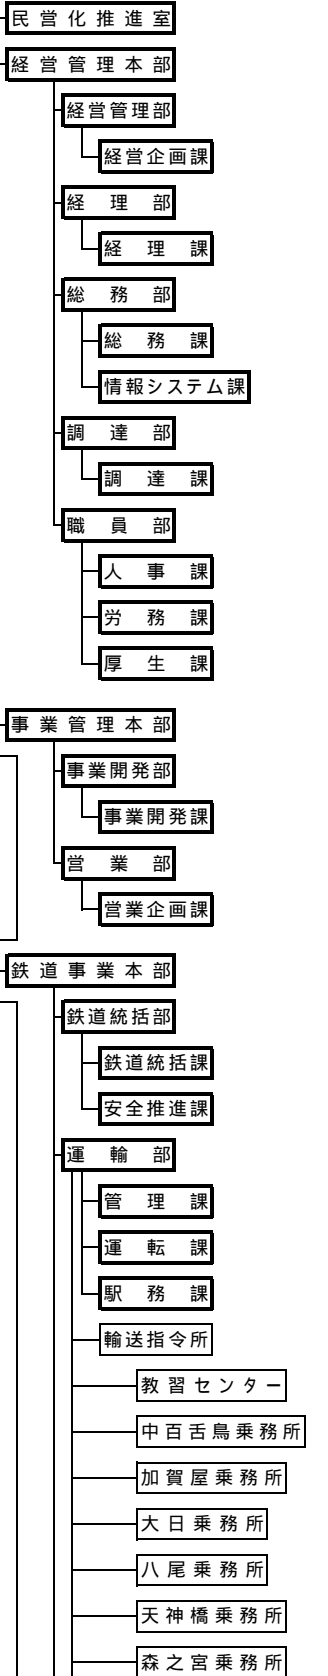 民営化推進室
経営管理本部
経営管理部
経営企画課
経理部
経理課
総務部
総務課
情報システム課
調達部
調達課
職員部
人事課
労務課
厚生課
事業管理本部
事業開発部
事業開発課
営業部
営業企画課
鉄道事業本部
鉄道統括部
鉄道統括課
安全推進課
運輸部
管理課
運転課
駅務課
輸送指令所
教習センター
中百舌鳥乗務所
加賀屋乗務所
大日乗務所
八尾乗務所
天神橋乗務所
森之宮乗務所